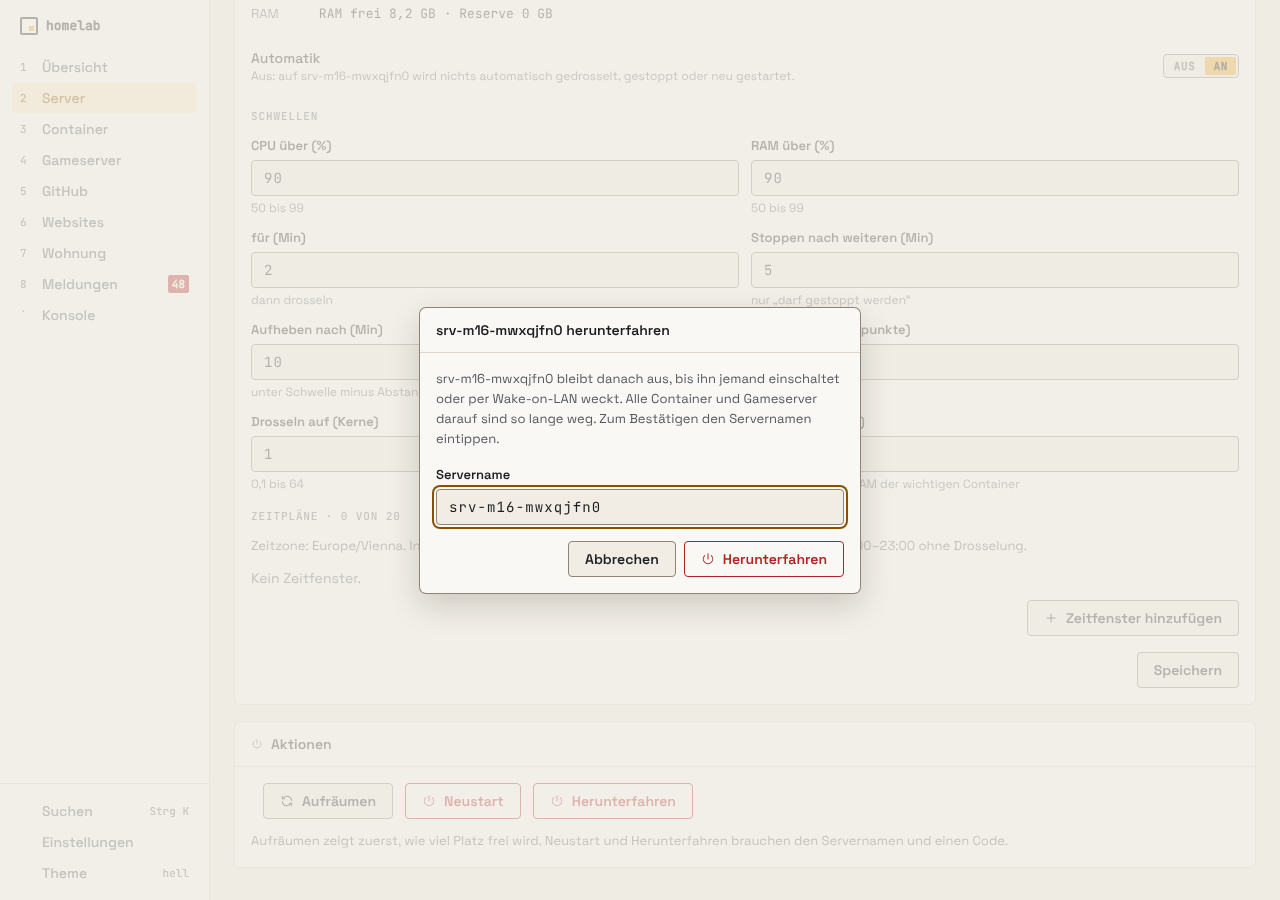 homelab
1 Übersicht
2 Server
3 Container
4 Gameserver
5 GitHub
6 Websites
7 Wohnung
8 Meldungen 48
` Konsole
Suchen Strg K
Einstellungen
Theme hell
RAM RAM frei 8,2 GB · Reserve 0 GB
Automatik
Aus: auf srv-m16-mwxqjfn0 wird nichts automatisch gedrosselt, gestoppt oder neu gestartet.
AUS AN
SCHWELLEN
CPU über (%) RAM über (%)
90 90
50 bis 99 50 bis 99
für (Min) Stoppen nach weiteren (Min)
2 5
dann drosseln nur „darf gestoppt werden“
Aufheben nach (Min) punkte)
10
unter Schwelle minus Abstan
Drosseln auf (Kerne) )
1
0,1 bis 64 AM der wichtigen Container
ZEITPLÄNE · 0 VON 20
Zeitzone: Europe/Vienna. In 00–23:00 ohne Drosselung.
Kein Zeitfenster.
Zeitfenster hinzufügen
Speichern
srv-m16-mwxqjfn0 herunterfahren
srv-m16-mwxqjfn0 bleibt danach aus, bis ihn jemand einschaltet
oder per Wake-on-LAN weckt. Alle Container und Gameserver
darauf sind so lange weg. Zum Bestätigen den Servernamen
eintippen.
Servername
srv-m16-mwxqjfn0
Abbrechen Herunterfahren
Aktionen
Aufräumen Neustart Herunterfahren
Aufräumen zeigt zuerst, wie viel Platz frei wird. Neustart und Herunterfahren brauchen den Servernamen und einen Code.